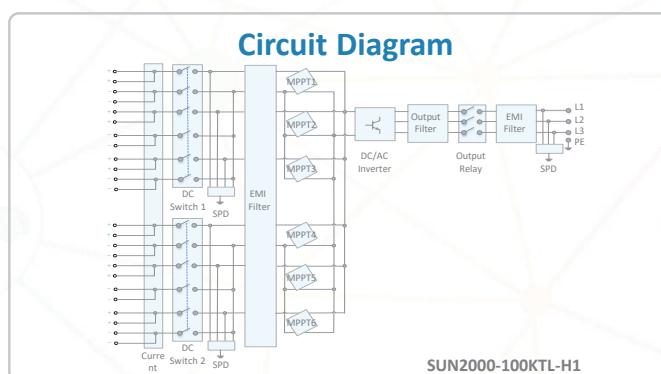 Circuit Diagram
MPPT1
MPPT2
MPPT3
MPPT4
MPPT5
MPPT6
DC
Switch 1
SPD
EMI
Filter
DC/AC
Inverter
Output
Filter
Output
Relay
EMI
Filter
SPD
L1
L2
L3
PE
Curre
nt
DC
Switch 2
SPD
SUN2000-100KTL-H1